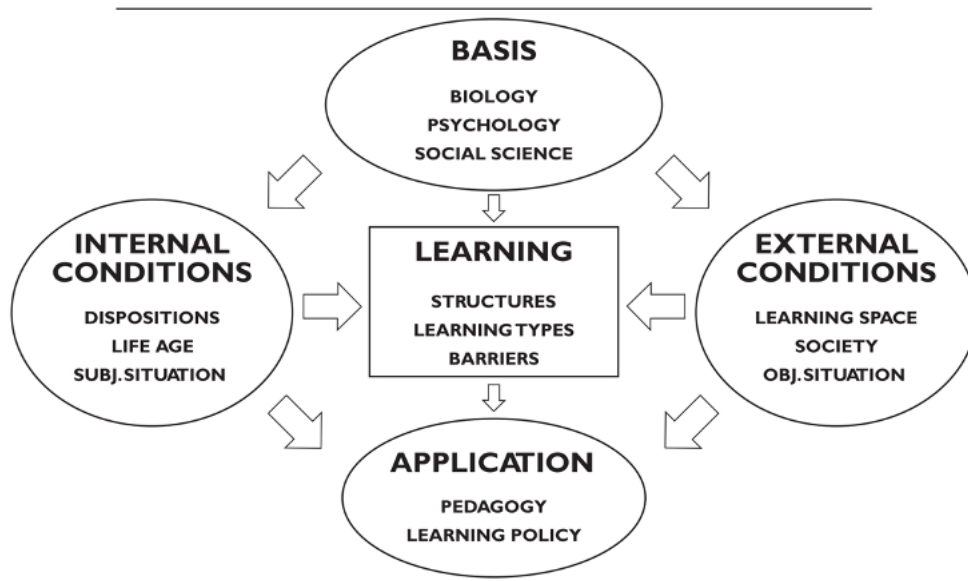 BASIS
BIOLOGY
PSYCHOLOGY
SOCIAL SCIENCE
INTERNAL
CONDITIONS
DISPOSITIONS
LIFE AGE
SUBJ.SITUATION
LEARNING
STRUCTURES
LEARNING TYPES
BARRIERS
EXTERNAL
CONDITIONS
LEARNING SPACE
SOCIETY
OBJ.SITUATION
APPLICATION
PEDAGOGY
LEARNING POLICY